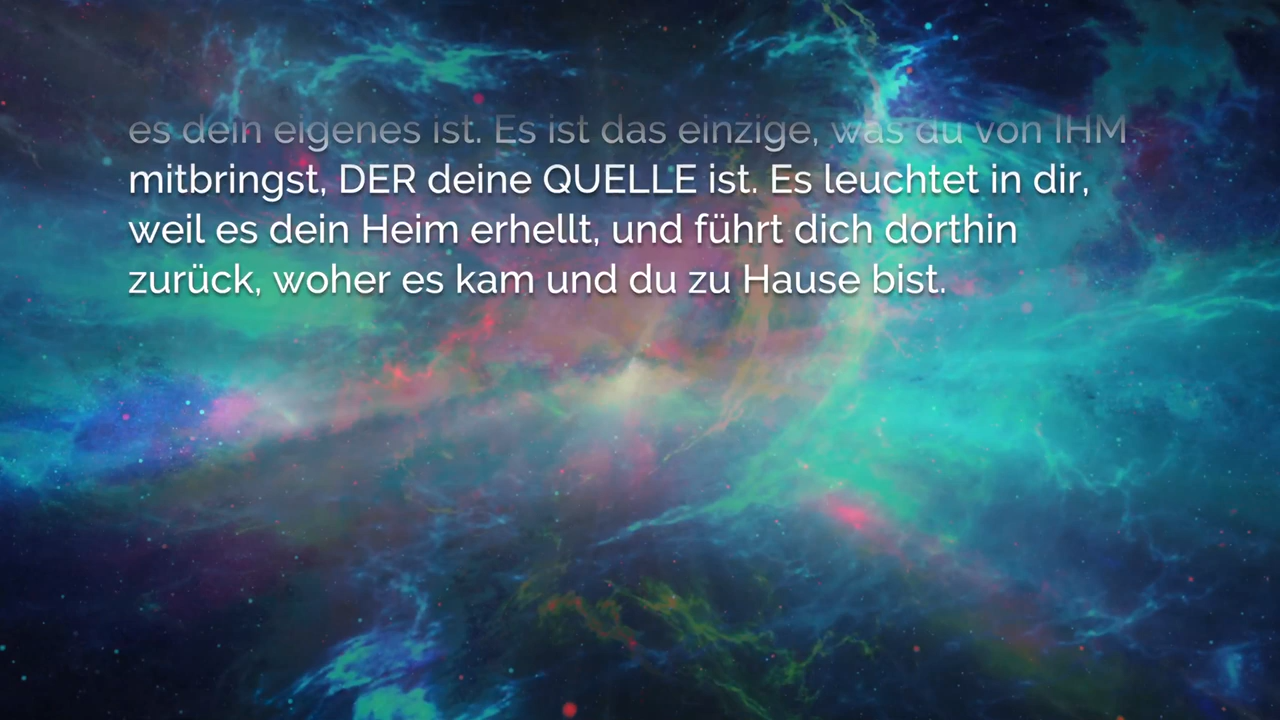 es dein eigenes ist. Es ist das einzige, was du von IHM
mitbringst, DER deine QUELLE ist. Es leuchtet in dir,
weil es dein Heim erhellt, und führt dich dorthin
zurück, woher es kam und du zu Hause bist.